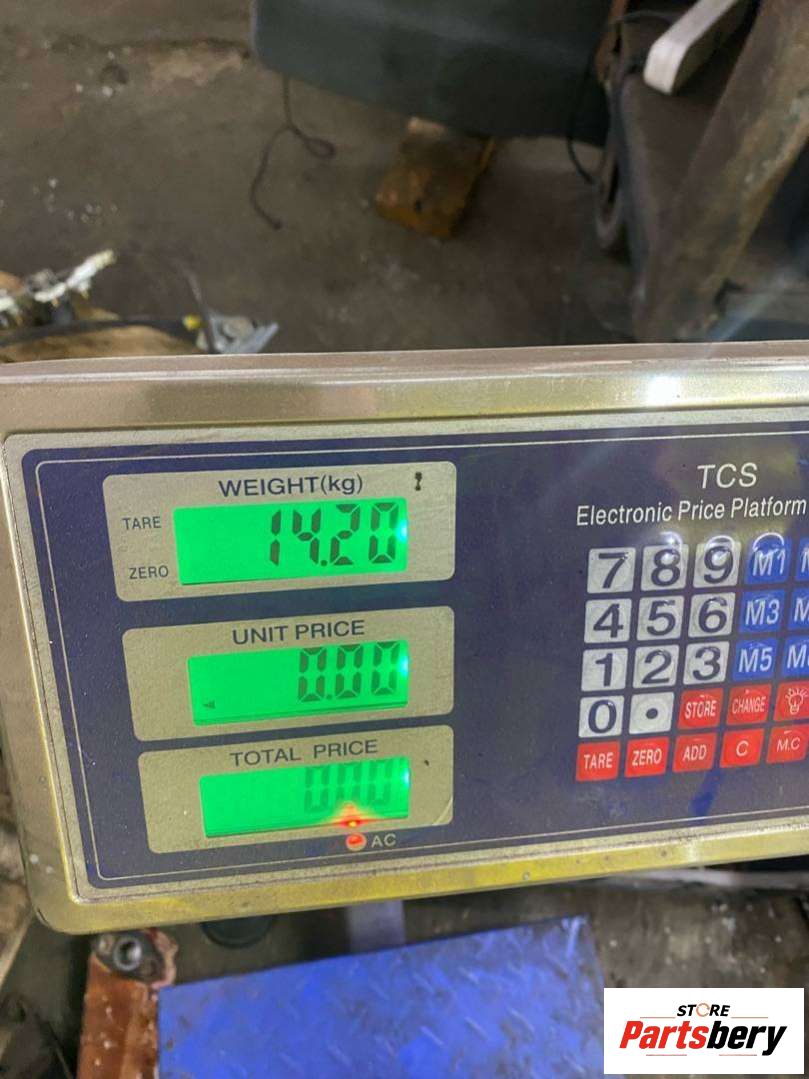 WEIGHT(kg)
TARE
14.20
ZERO
UNIT PRICE
0.00
TOTAL PRICE
0.00
AC
TCS
Electronic Price Platform
7 8 9 M1
4 5 6 M3
1 2 3 M5
0 . STORE CHANGE
TARE ZERO ADD C M.C
STORE
Partsbery